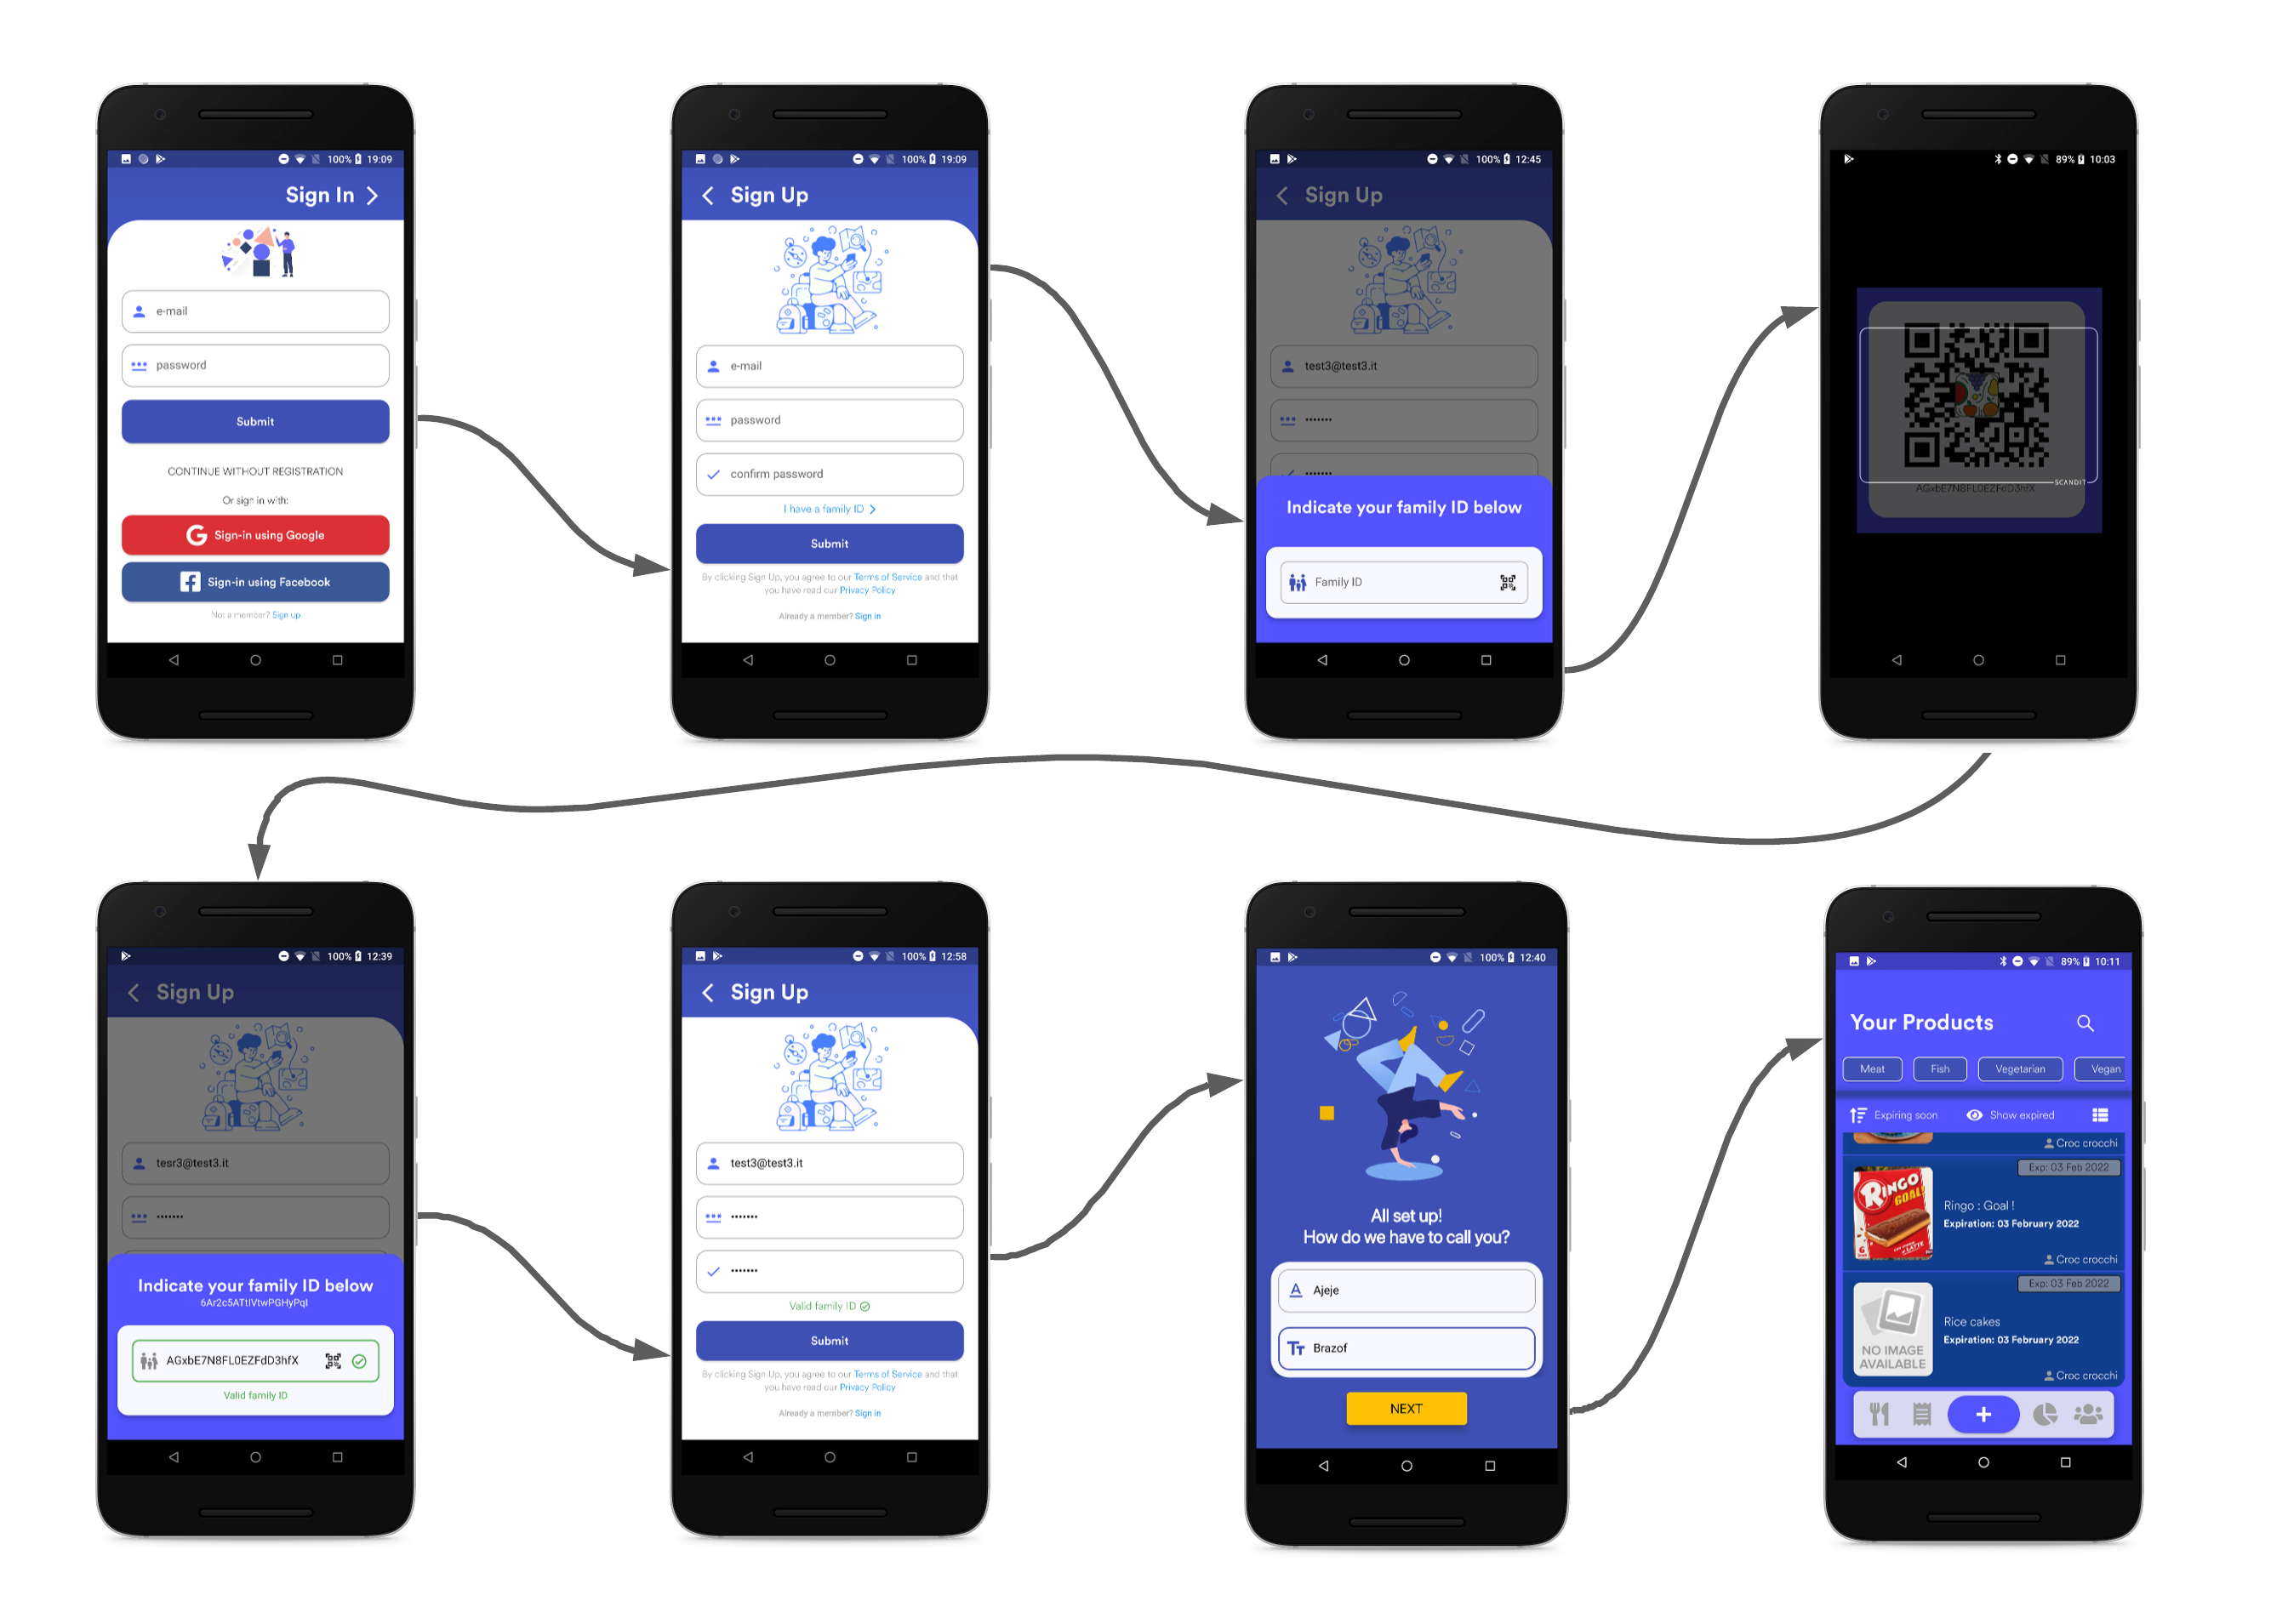 100% 19:09
Sign In
e-mail
password
Submit
CONTINUE WITHOUT REGISTRATION
Or sign in with:
Sign-in using Google
Sign-in using Facebook
Not a member? Sign up
100% 19:09
Sign Up
e-mail
password
confirm password
I have a family ID
Submit
By clicking Sign Up, you agree to our Terms of Service and that
you have read our Privacy Policy
Already a member? Sign in
100% 12:45
Sign Up
test3@test3.it
•••••••
•••••••
Indicate your family ID below
Family ID
89% 10:03
SCANDIT
AGxbE7N8FL0EZFdD3hfX
100% 12:39
Sign Up
tesr3@test3.it
•••••••
Indicate your family ID below
6Ar2c5ATtIVtwPGHyPqI
AGxbE7N8FL0EZFdD3hfX
Valid family ID
100% 12:58
Sign Up
test3@test3.it
•••••••
•••••••
Valid family ID
Submit
By clicking Sign Up, you agree to our Terms of Service and that
you have read our Privacy Policy
Already a member? Sign in
100% 12:40
All set up!
How do we have to call you?
Ajeje
Brazof
NEXT
89% 10:11
Your Products
Meat Fish Vegetarian Vegan
Expiring soon Show expired
Croc crocchi
Exp: 03 Feb 2022
RINGO
GOAL!
Ringo : Goal !
Expiration: 03 February 2022
Croc crocchi
Exp: 03 Feb 2022
Rice cakes
Expiration: 03 February 2022
NO IMAGE
AVAILABLE
Croc crocchi